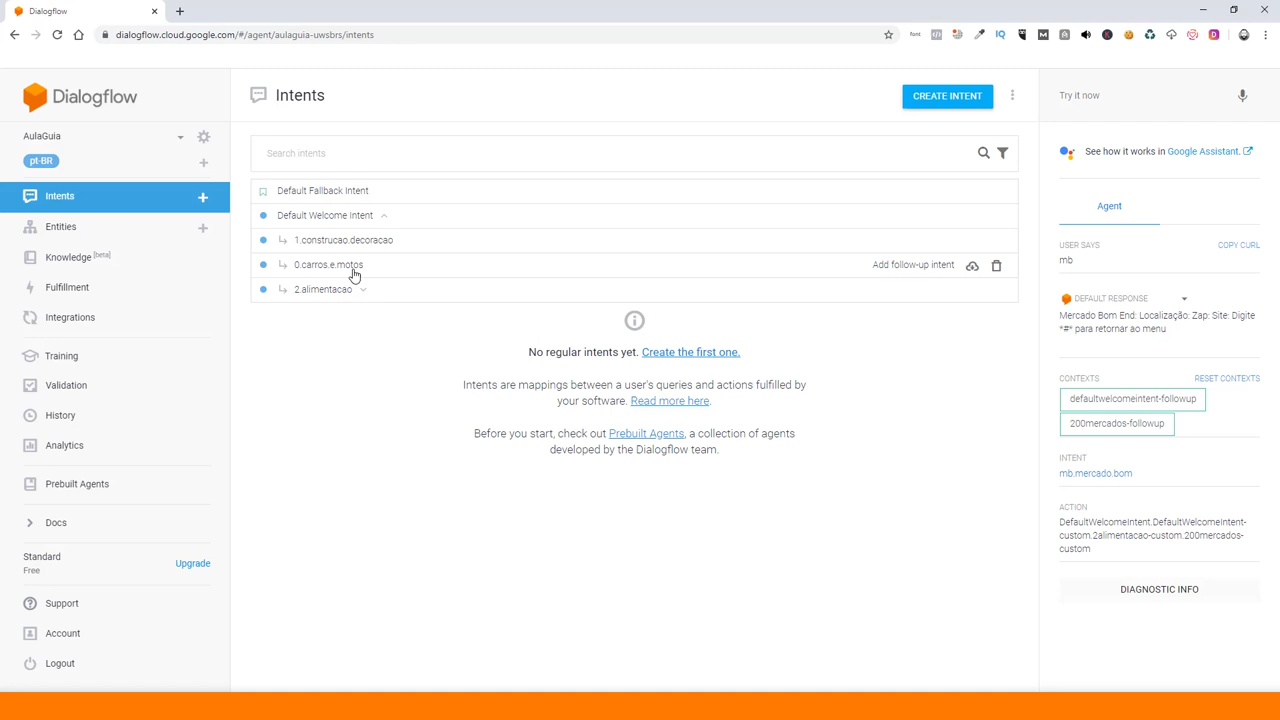 Dialogflow
dialogflow.cloud.google.com/#/agent/aulaguia-uwsbrs/intents
Dialogflow
AulaGuia
pt-BR
Intents
Entities
Knowledge [beta]
Fulfillment
Integrations
Training
Validation
History
Analytics
Prebuilt Agents
Docs
Standard
Free
Upgrade
Support
Account
Logout
Intents
CREATE INTENT
Search intents
Default Fallback Intent
Default Welcome Intent
1.construcao.decoracao
0.carros.e.motos
Add follow-up intent
2.alimentacao
No regular intents yet. Create the first one.
Intents are mappings between a user's queries and actions fulfilled by
your software. Read more here.
Before you start, check out Prebuilt Agents, a collection of agents
developed by the Dialogflow team.
Try it now
See how it works in Google Assistant.
Agent
USER SAYS
COPY CURL
mb
DEFAULT RESPONSE
Mercado Bom End: Localização: Zap: Site: Digite
*#* para retornar ao menu
CONTEXTS
RESET CONTEXTS
defaultwelcomeintent-followup
200mercados-followup
INTENT
mb.mercado.bom
ACTION
DefaultWelcomeIntent.DefaultWelcomeIntent-
custom.2alimentacao-custom.200mercados-
custom
DIAGNOSTIC INFO